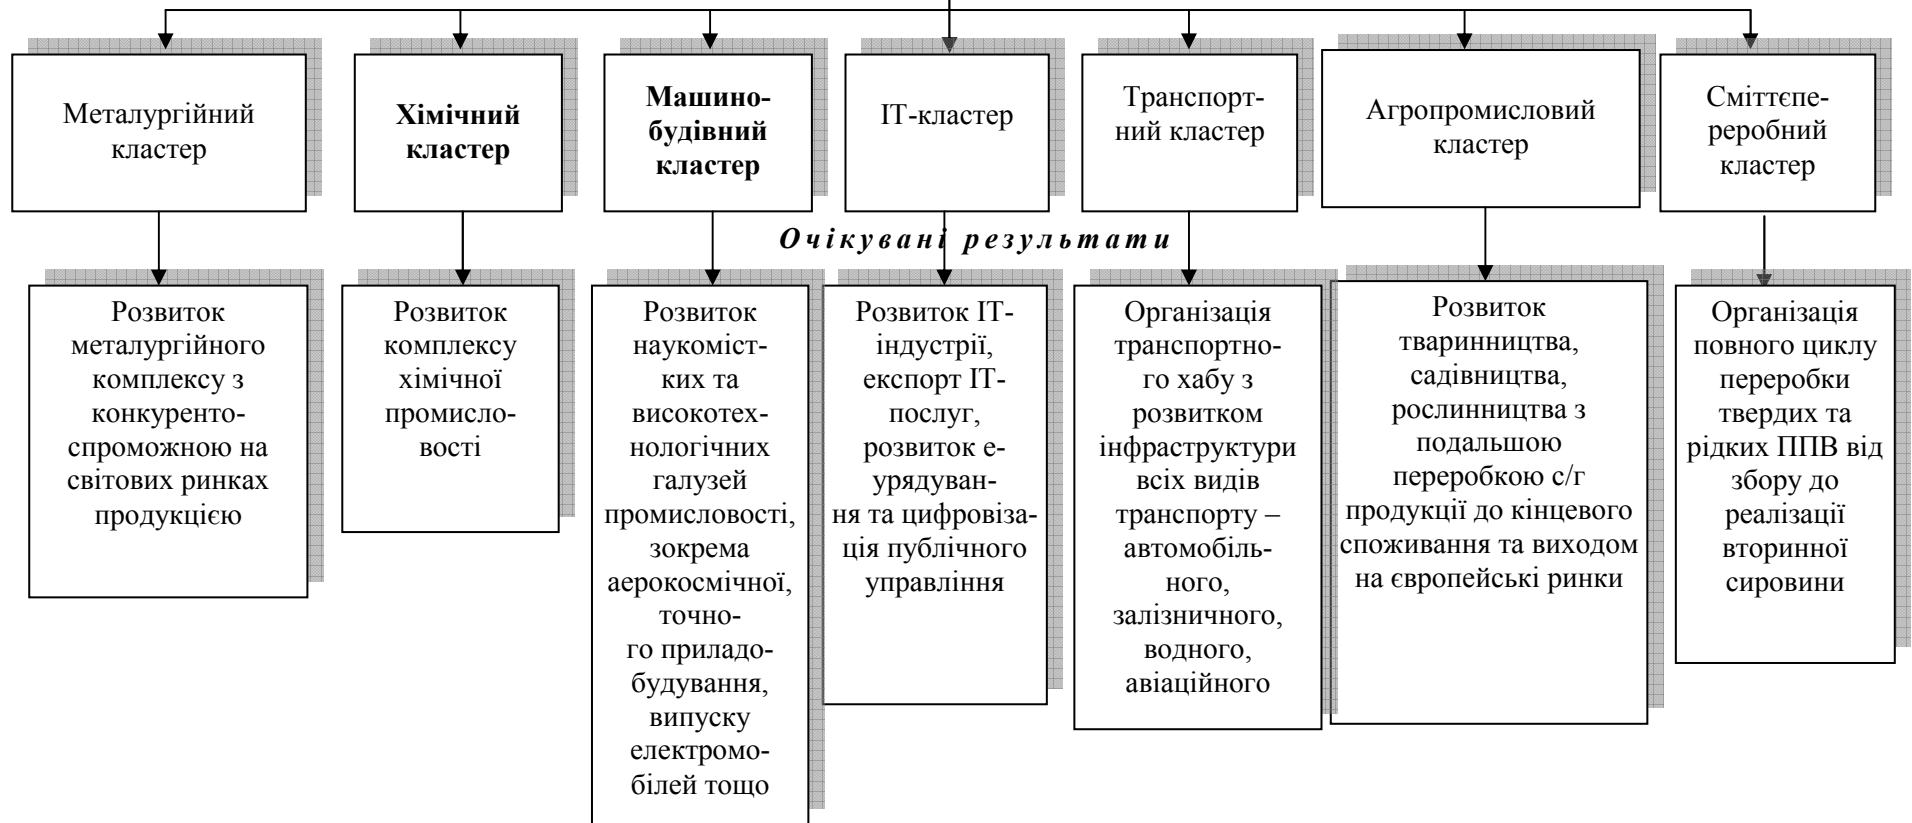 Металургійний
кластер
Хімічний
кластер
Машино-
будівний
кластер
ІТ-кластер
Транспорт-
ний кластер
Агропромисловий
кластер
Сміттєпе-
реробний
кластер
Очікувані результати
Розвиток
металургійного
комплексу з
конкуренто-
спроможною на
світових ринках
продукцією
Розвиток
комплексу
хімічної
промисло-
вості
Розвиток
наукоміст-
ких та
високотех-
нологічних
галузей
промисловості,
зокрема
аерокосмічної,
точно-
го приладо-
будування,
випуску
електромо-
білей тощо
Розвиток ІТ-
індустрії,
експорт ІТ-
послуг,
розвиток е-
урядуван-
ня та цифровіза-
ція публічного
управління
Організація
транспортно-
го хабу з
розвитком
інфраструктури
всіх видів
транспорту –
автомобіль-
ного,
залізничного,
водного,
авіаційного
Розвиток
тваринництва,
садівництва,
рослинництва з
подальшою
переробкою с/г
продукції до кінцевого
споживання та виходом
на європейські ринки
Організація
повного циклу
переробки
твердих та
рідких ППВ від
збору до
реалізації
вторинної
сировини